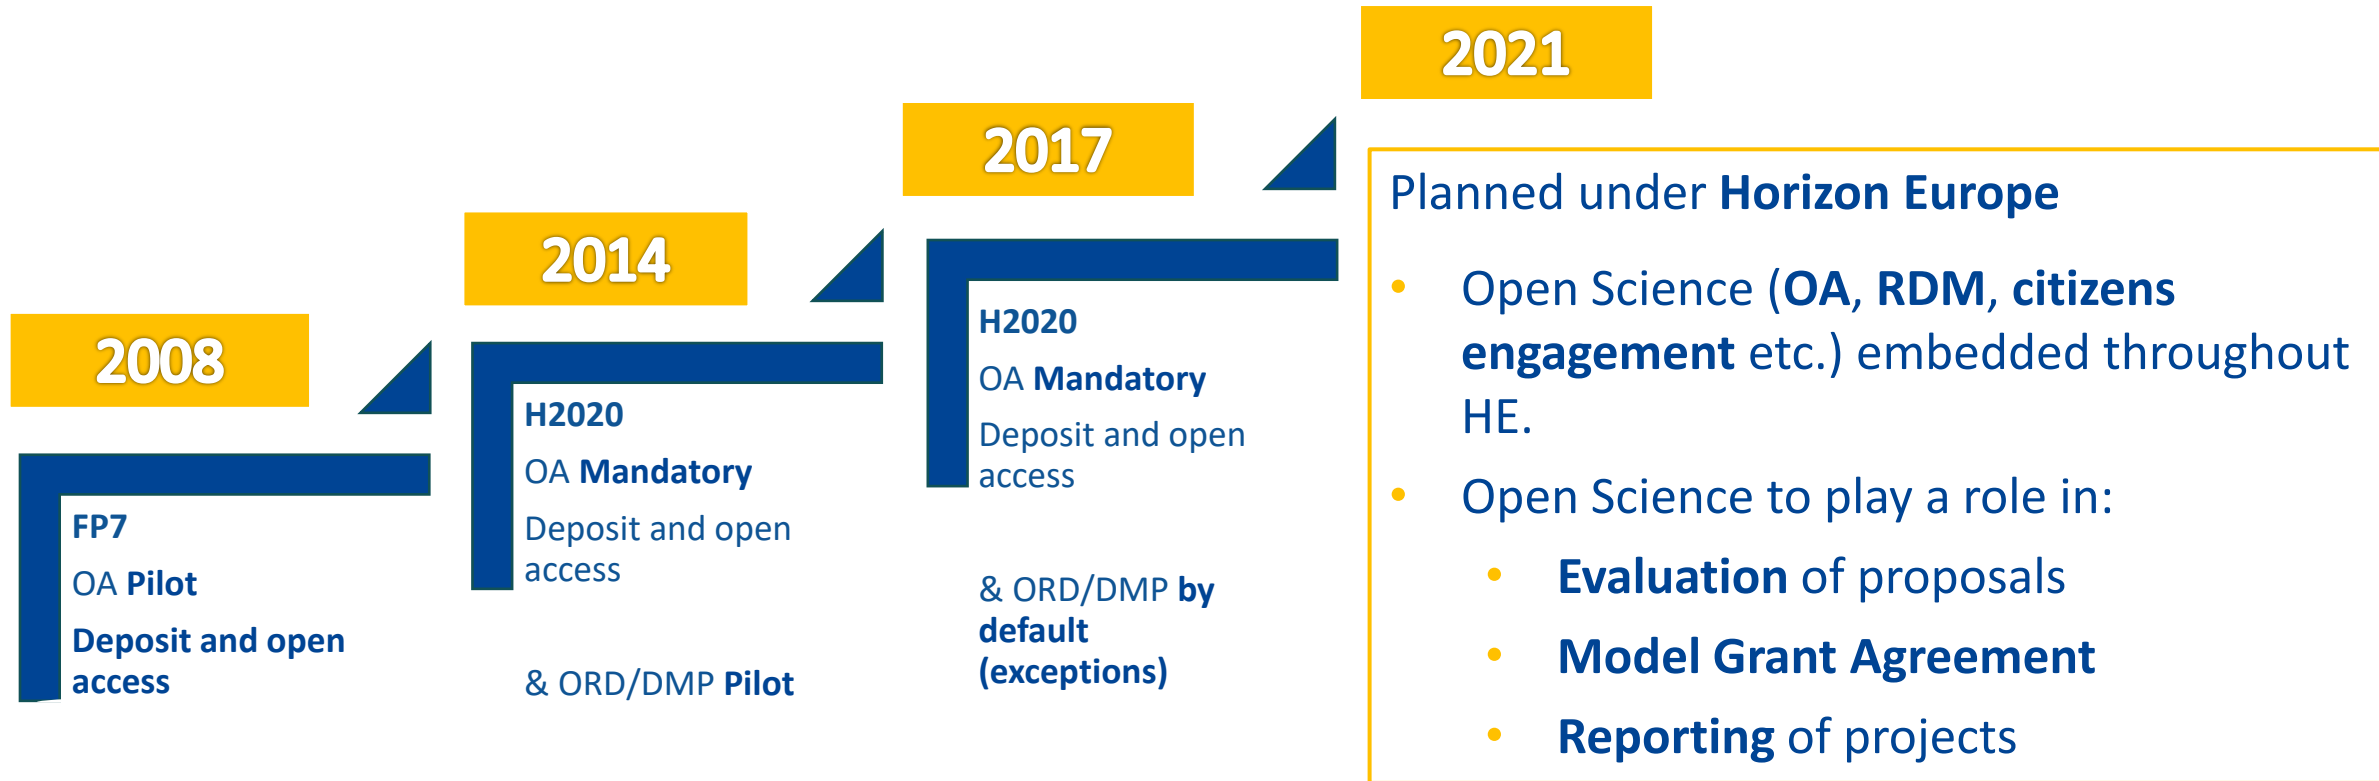 2008
FP7
OA Pilot
Deposit and open
access
2014
H2020
OA Mandatory
Deposit and open
access
& ORD/DMP Pilot
2017
H2020
OA Mandatory
Deposit and open
access
& ORD/DMP by
default
(exceptions)
2021
Planned under Horizon Europe
• Open Science (OA, RDM, citizens
engagement etc.) embedded throughout
HE.
• Open Science to play a role in:
• Evaluation of proposals
• Model Grant Agreement
• Reporting of projects